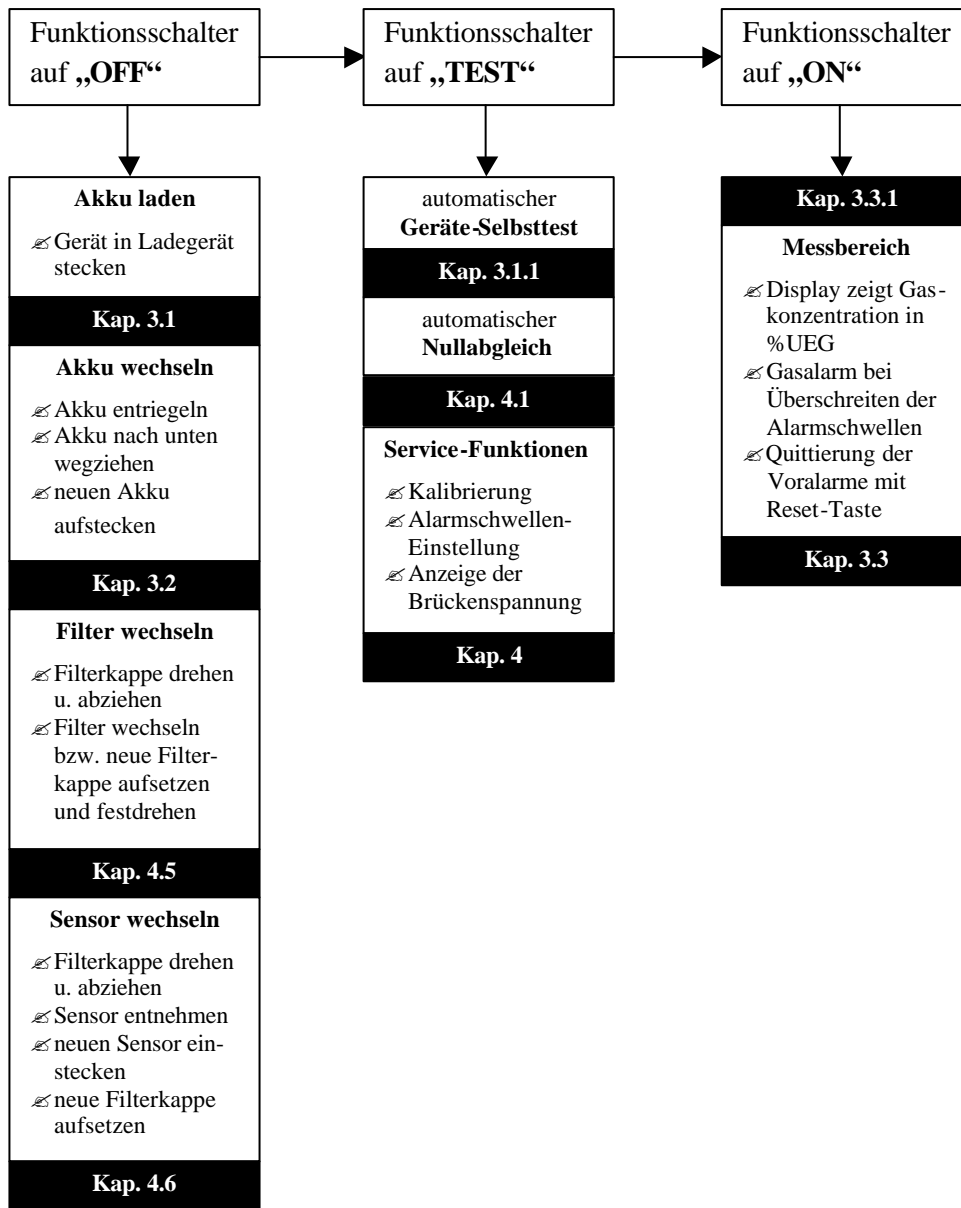 Funktionsschalter
auf „OFF“
Funktionsschalter
auf „TEST“
Funktionsschalter
auf „ON“
Akku laden
Gerät in Ladegerät
stecken
Kap. 3.1
Akku wechseln
Akku entriegeln
Akku nach unten
wegziehen
neuen Akku
aufstecken
Kap. 3.2
Filter wechseln
Filterkappe drehen
u. abziehen
Filter wechseln
bzw. neue Filter-
kappe aufsetzen
und festdrehen
Kap. 4.5
Sensor wechseln
Filterkappe drehen
u. abziehen
Sensor entnehmen
neuen Sensor ein-
stecken
neue Filterkappe
aufsetzen
Kap. 4.6
automatischer
Geräte-Selbsttest
Kap. 3.1.1
automatischer
Nullabgleich
Kap. 4.1
Service-Funktionen
Kalibrierung
Alarmschwellen-
Einstellung
Anzeige der
Brückenspannung
Kap. 4
Kap. 3.3.1
Messbereich
Display zeigt Gas-
konzentration in
%UEG
Gasalarm bei
Überschreiten der
Alarmschwellen
Quittierung der
Voralarme mit
Reset-Taste
Kap. 3.3